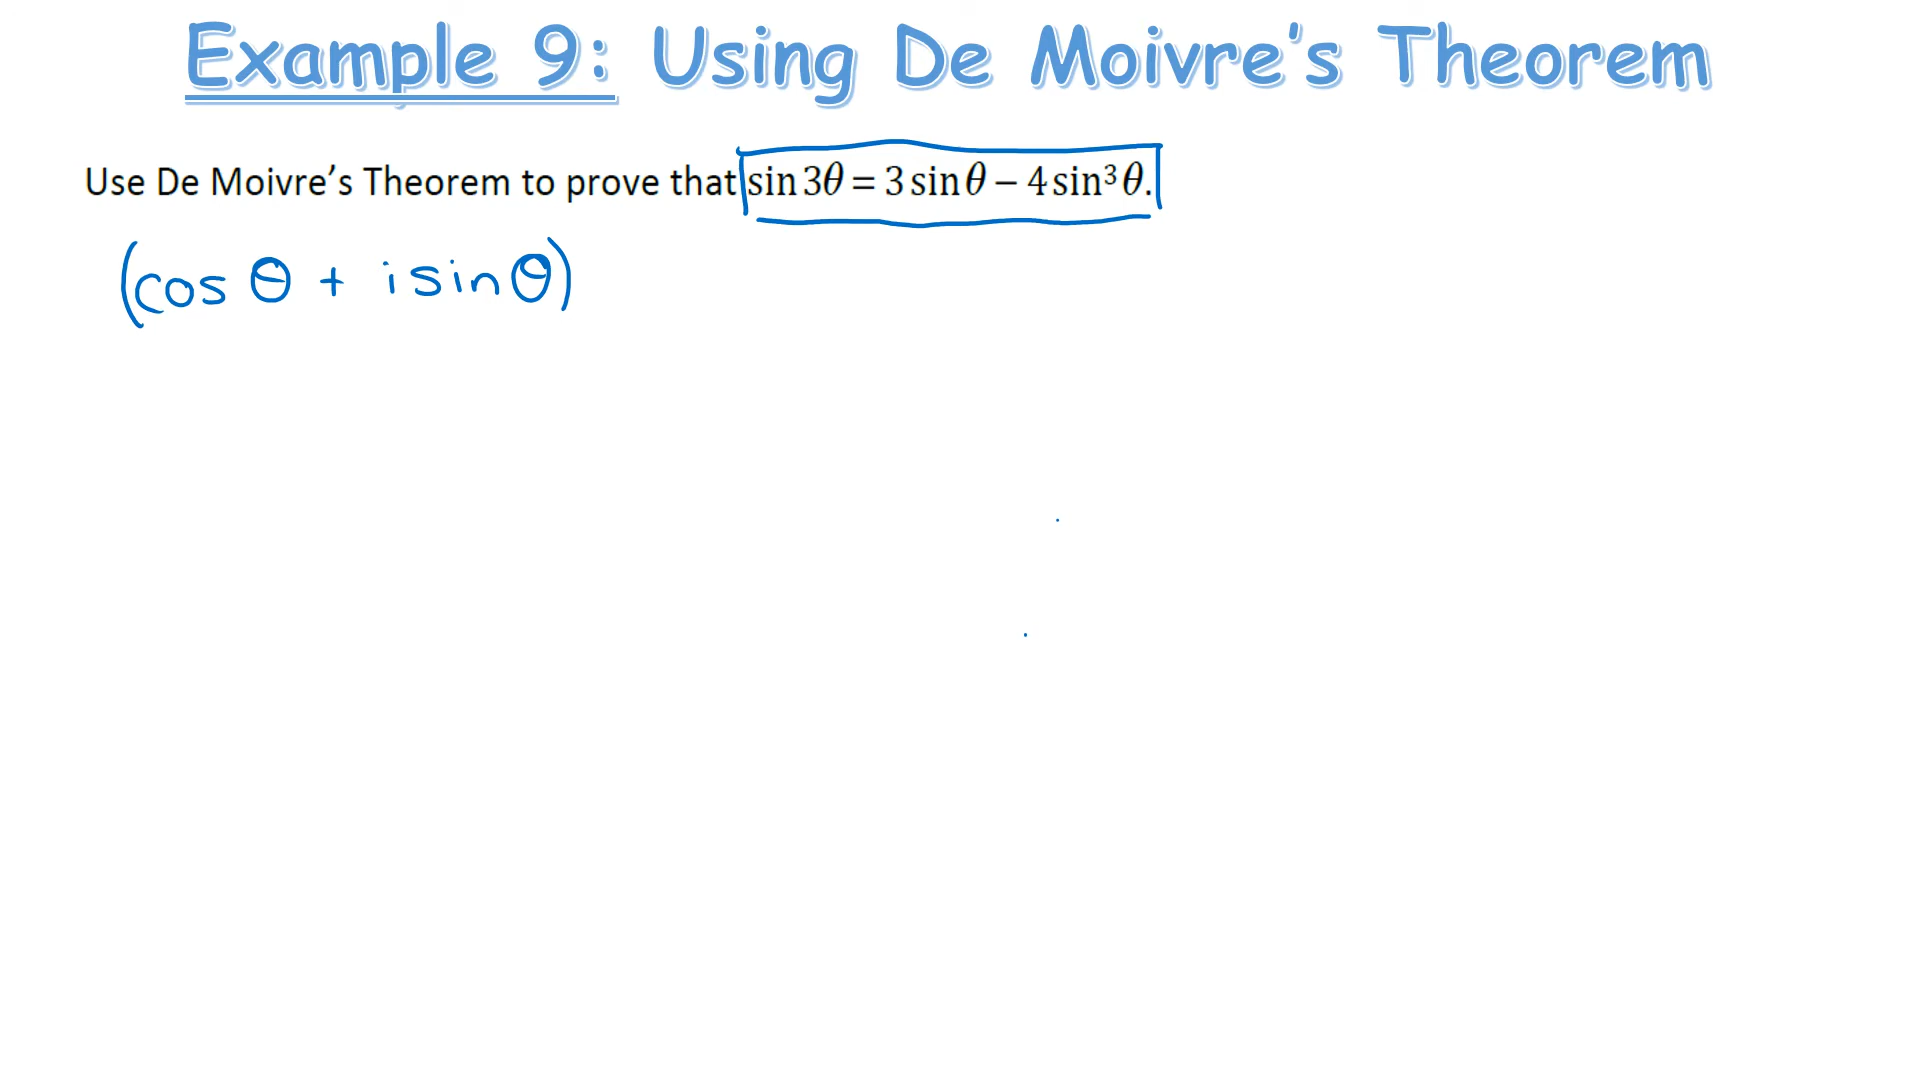 Example 9: Using De Moivre's Theorem
Use De Moivre’s Theorem to prove that sin 3θ = 3 sin θ − 4 sin³ θ.
(cos θ + i sin θ)